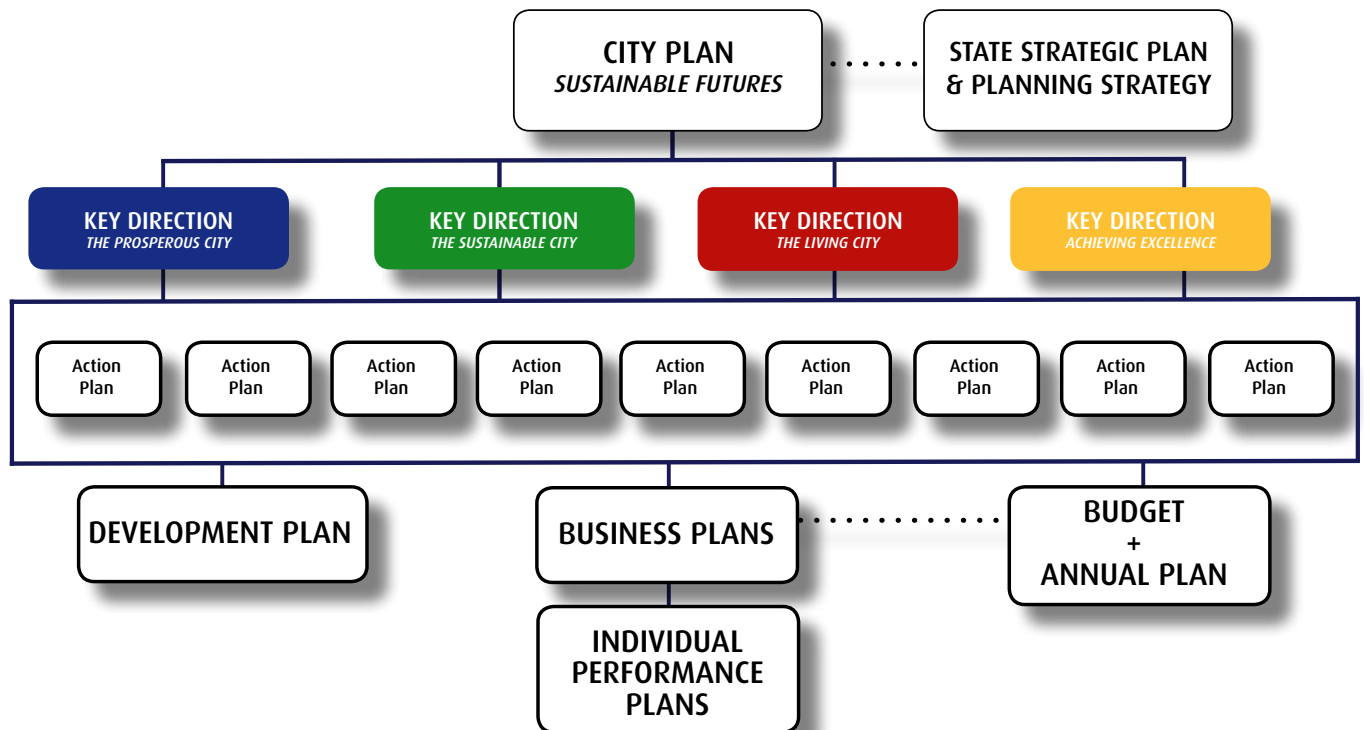 CITY PLAN
SUSTAINABLE FUTURES
STATE STRATEGIC PLAN
& PLANNING STRATEGY
KEY DIRECTION
THE PROSPEROUS CITY
KEY DIRECTION
THE SUSTAINABLE CITY
KEY DIRECTION
THE LIVING CITY
KEY DIRECTION
ACHIEVING EXCELLENCE
Action
Plan
Action
Plan
Action
Plan
Action
Plan
Action
Plan
Action
Plan
Action
Plan
Action
Plan
Action
Plan
DEVELOPMENT PLAN
BUSINESS PLANS
BUDGET
+
ANNUAL PLAN
INDIVIDUAL
PERFORMANCE
PLANS